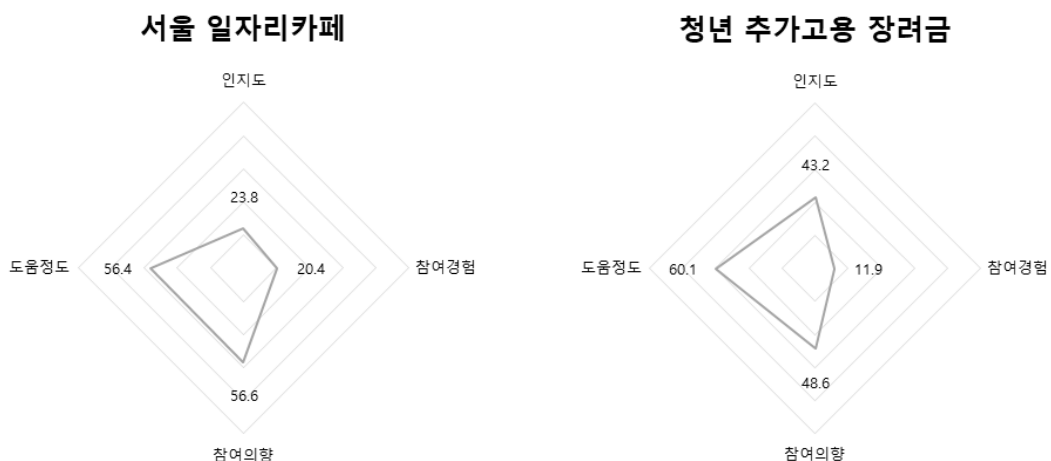 서울 일자리카페
인지도
23.8
도움정도
56.4
20.4
참여경험
56.6
참여의향
청년 추가고용 장려금
인지도
43.2
도움정도
60.1
11.9
참여경험
48.6
참여의향